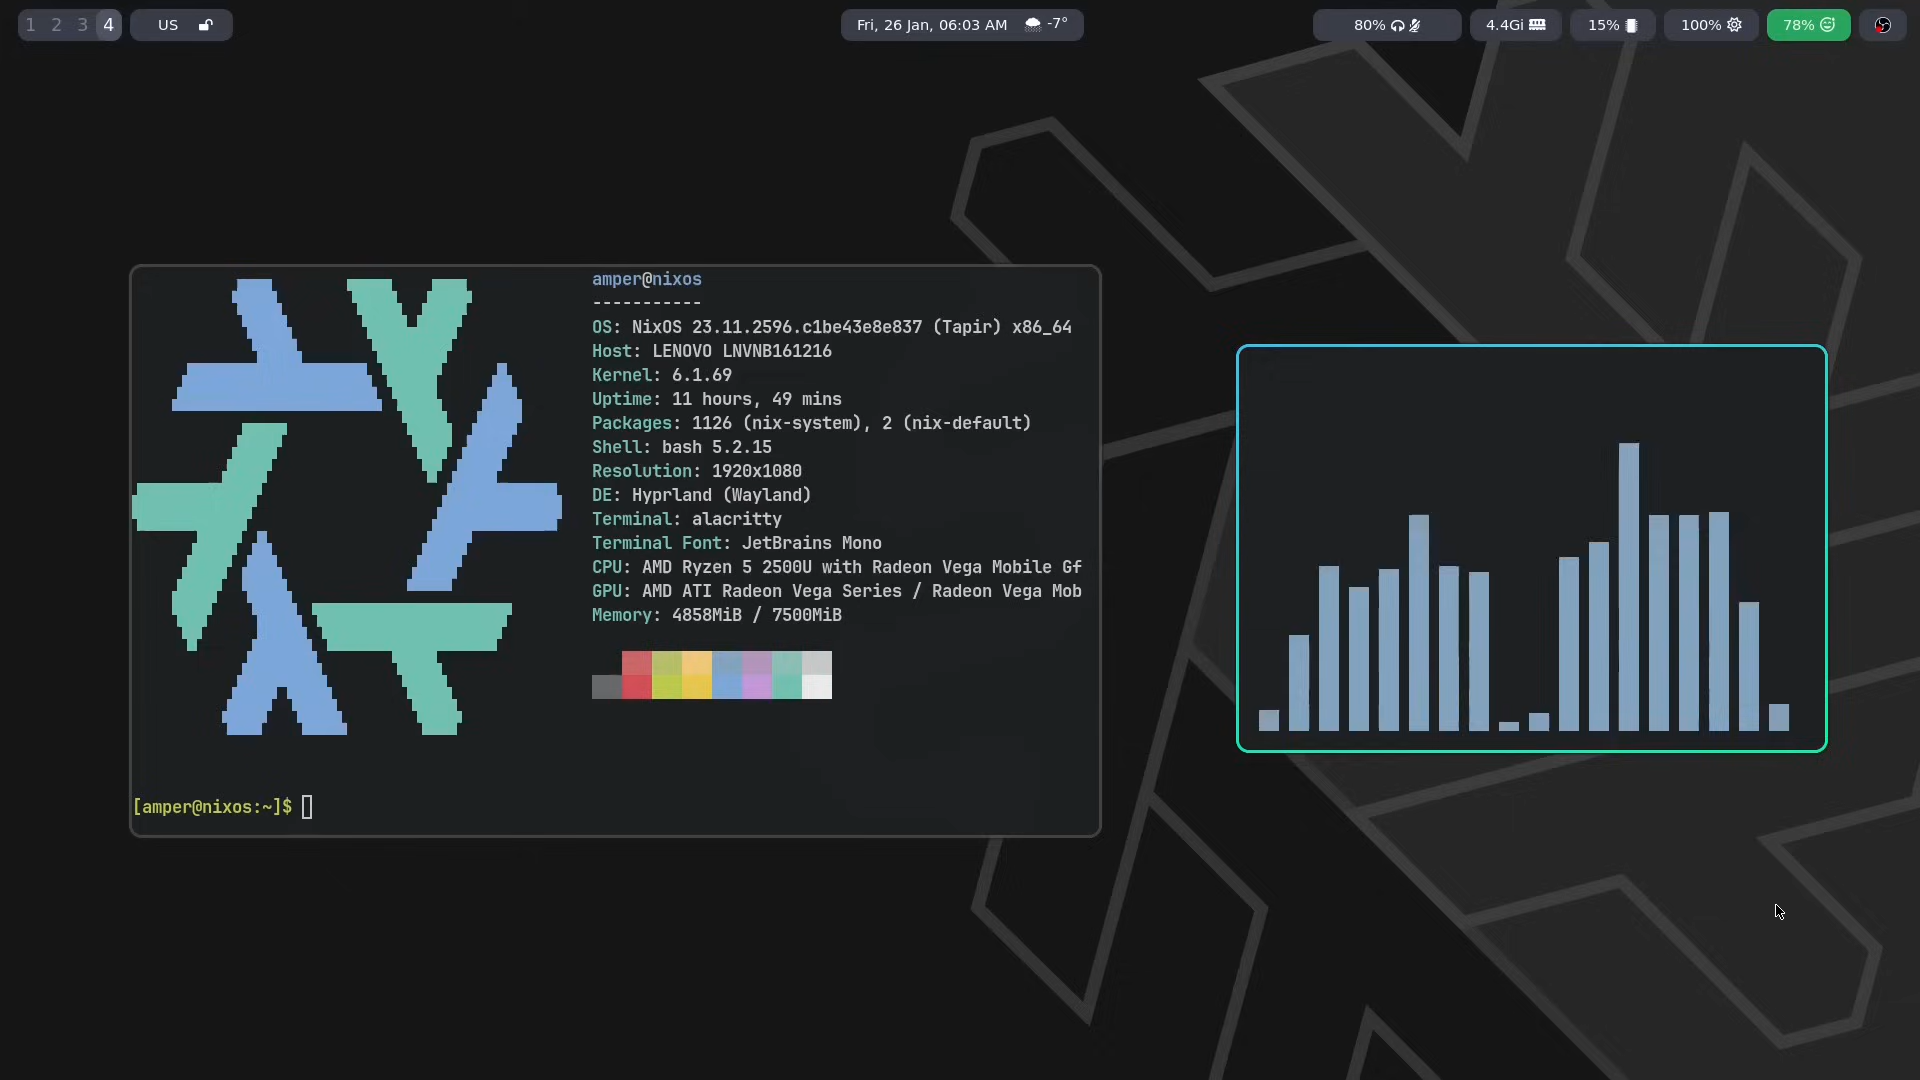 1 2 3 4
US
Fri, 26 Jan, 06:03 AM -7°
80%
4.4Gi
15%
100%
78%
amper@nixos
-----------
OS: NixOS 23.11.2596.c1be43e8e837 (Tapir) x86_64
Host: LENOVO LNVNB161216
Kernel: 6.1.69
Uptime: 11 hours, 49 mins
Packages: 1126 (nix-system), 2 (nix-default)
Shell: bash 5.2.15
Resolution: 1920x1080
DE: Hyprland (Wayland)
Terminal: alacritty
Terminal Font: JetBrains Mono
CPU: AMD Ryzen 5 2500U with Radeon Vega Mobile Gf
GPU: AMD ATI Radeon Vega Series / Radeon Vega Mob
Memory: 4858MiB / 7500MiB
[amper@nixos:~]$